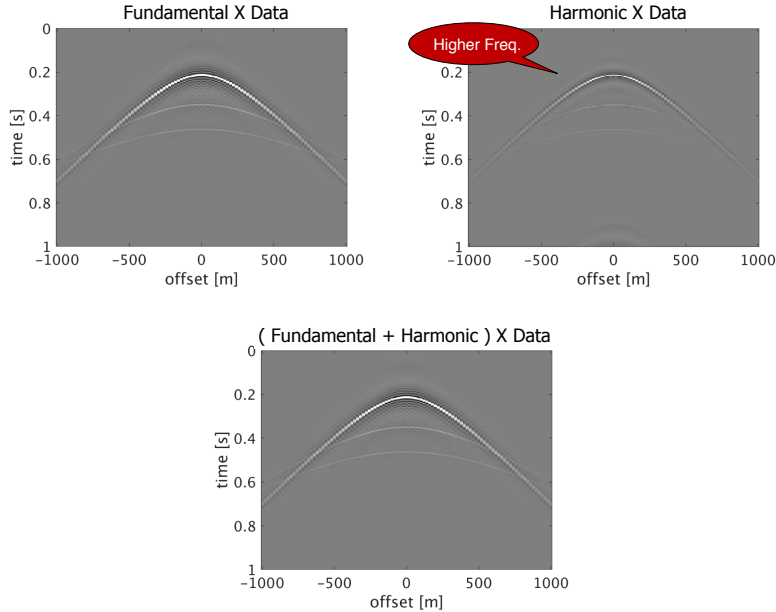 Fundamental X Data
0
0.2
0.4
0.6
0.8
1
time [s]
−1000 −500 0 500 1000
offset [m]
Harmonic X Data
Higher Freq.
0
0.2
0.4
0.6
0.8
1
time [s]
−1000 −500 0 500 1000
offset [m]
( Fundamental + Harmonic ) X Data
0
0.2
0.4
0.6
0.8
1
time [s]
−1000 −500 0 500 1000
offset [m]